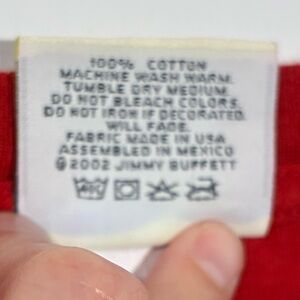 100% COTTON
MACHINE WASH WARM.
TUMBLE DRY MEDIUM.
DO NOT BLEACH COLORS.
DO NOT IRON IF DECORATED.
WILL FADE.
FABRIC MADE IN USA
ASSEMBLED IN MEXICO
©2002 JIMMY BUFFETT